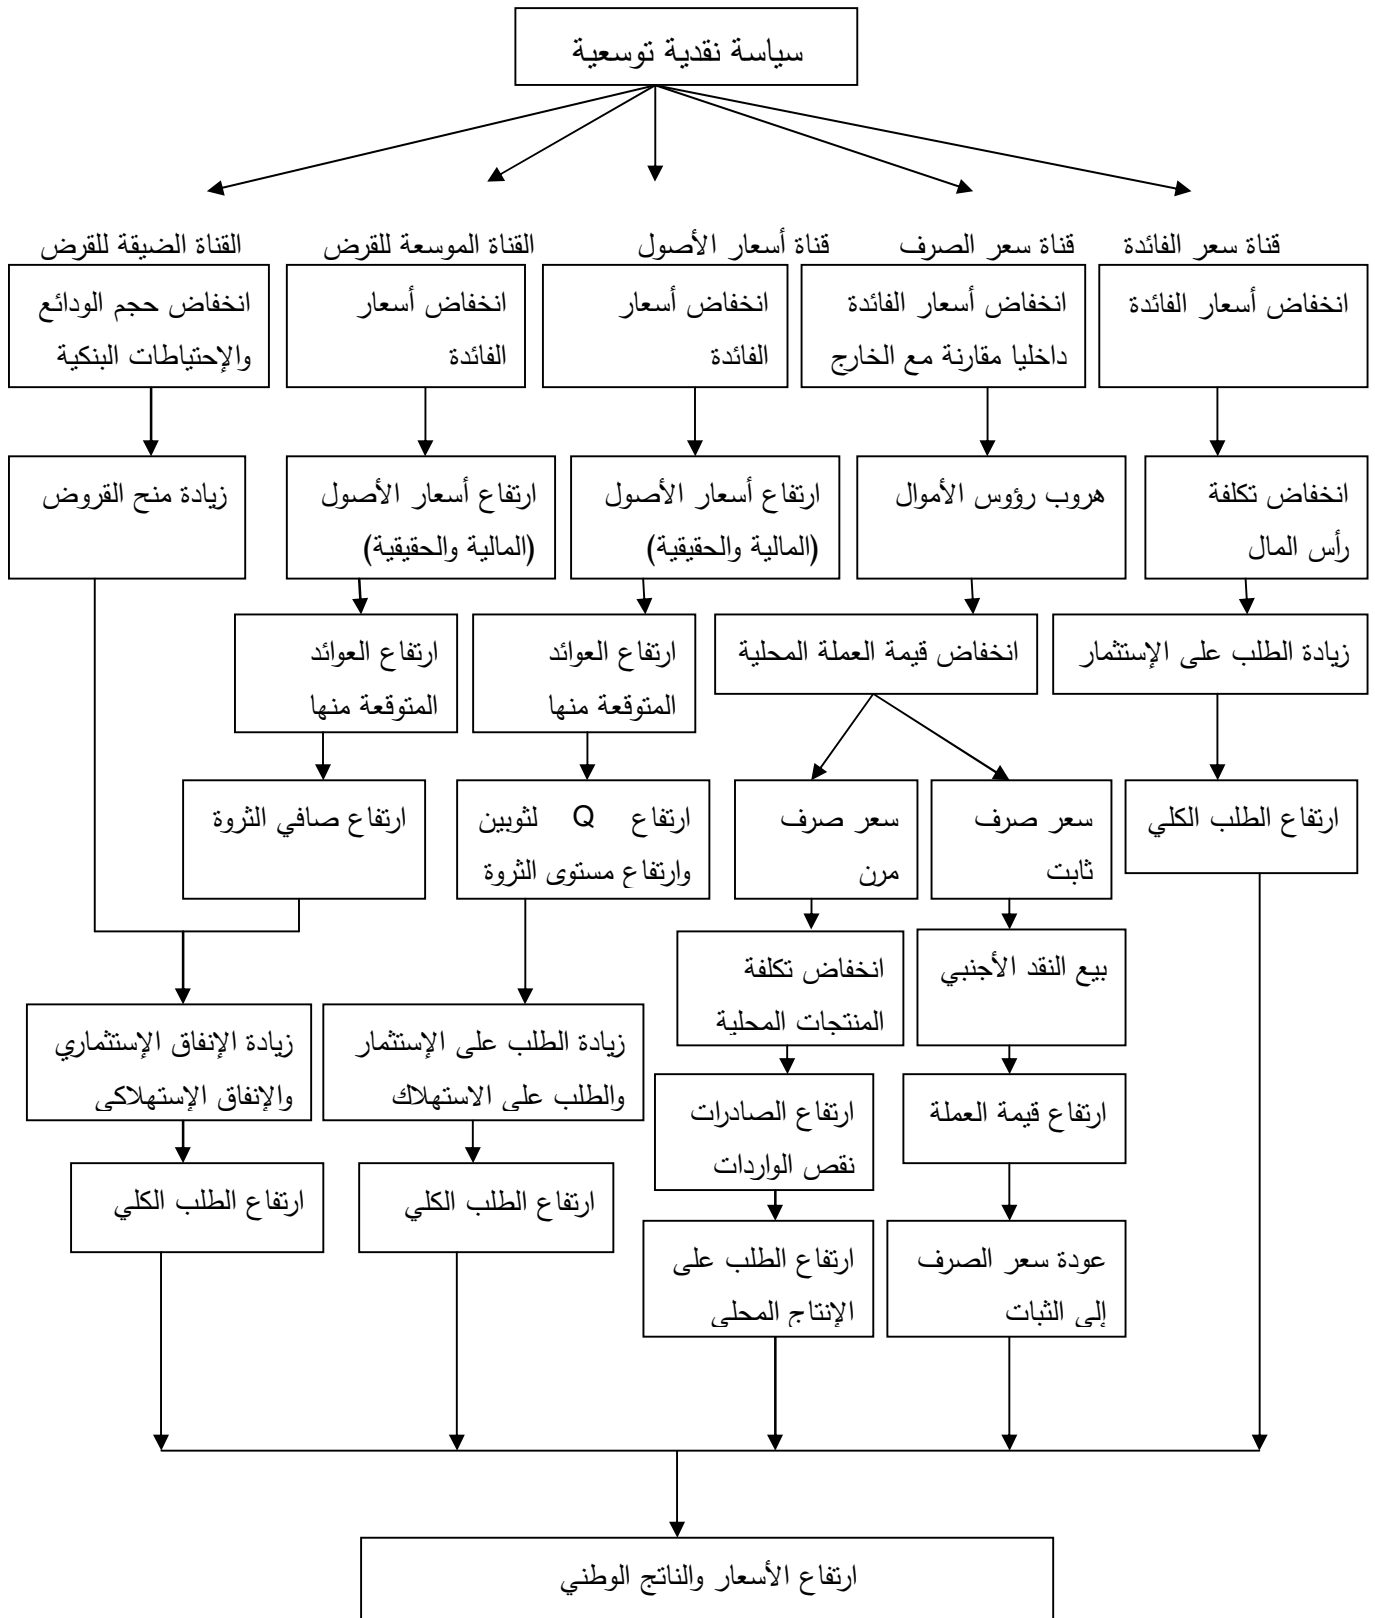 سياسة نقدية توسعية
قناة سعر الفائدة
قناة سعر الصرف
قناة أسعار الأصول
القناة الموسعة للقرض
القناة الضيقة للقرض
انخفاض أسعار الفائدة
انخفاض أسعار الفائدة
داخليا مقارنة مع الخارج
انخفاض أسعار
الفائدة
انخفاض أسعار
الفائدة
انخفاض حجم الودائع
والإحتياطات البنكية
انخفاض تكلفة
رأس المال
هروب رؤوس الأموال
ارتفاع أسعار الأصول
(المالية والحقيقية)
ارتفاع أسعار الأصول
(المالية والحقيقية)
زيادة منح القروض
زيادة الطلب على الإستثمار
انخفاض قيمة العملة المحلية
ارتفاع العوائد
المتوقعة منها
ارتفاع العوائد
المتوقعة منها
ارتفاع الطلب الكلي
سعر صرف
ثابت
سعر صرف
مرن
ارتفاع Q لثوبين
وارتفاع مستوى الثروة
ارتفاع صافي الثروة
بيع النقد الأجنبي
انخفاض تكلفة
المنتجات المحلية
زيادة الطلب على الإستثمار
والطلب على الاستهلاك
زيادة الإنفاق الإستثماري
والإنفاق الإستهلاكي
ارتفاع قيمة العملة
ارتفاع الصادرات
نقص الواردات
ارتفاع الطلب الكلي
ارتفاع الطلب الكلي
عودة سعر الصرف
إلى الثبات
ارتفاع الطلب على
الإنتاج المحلي
ارتفاع الأسعار والناتج الوطني